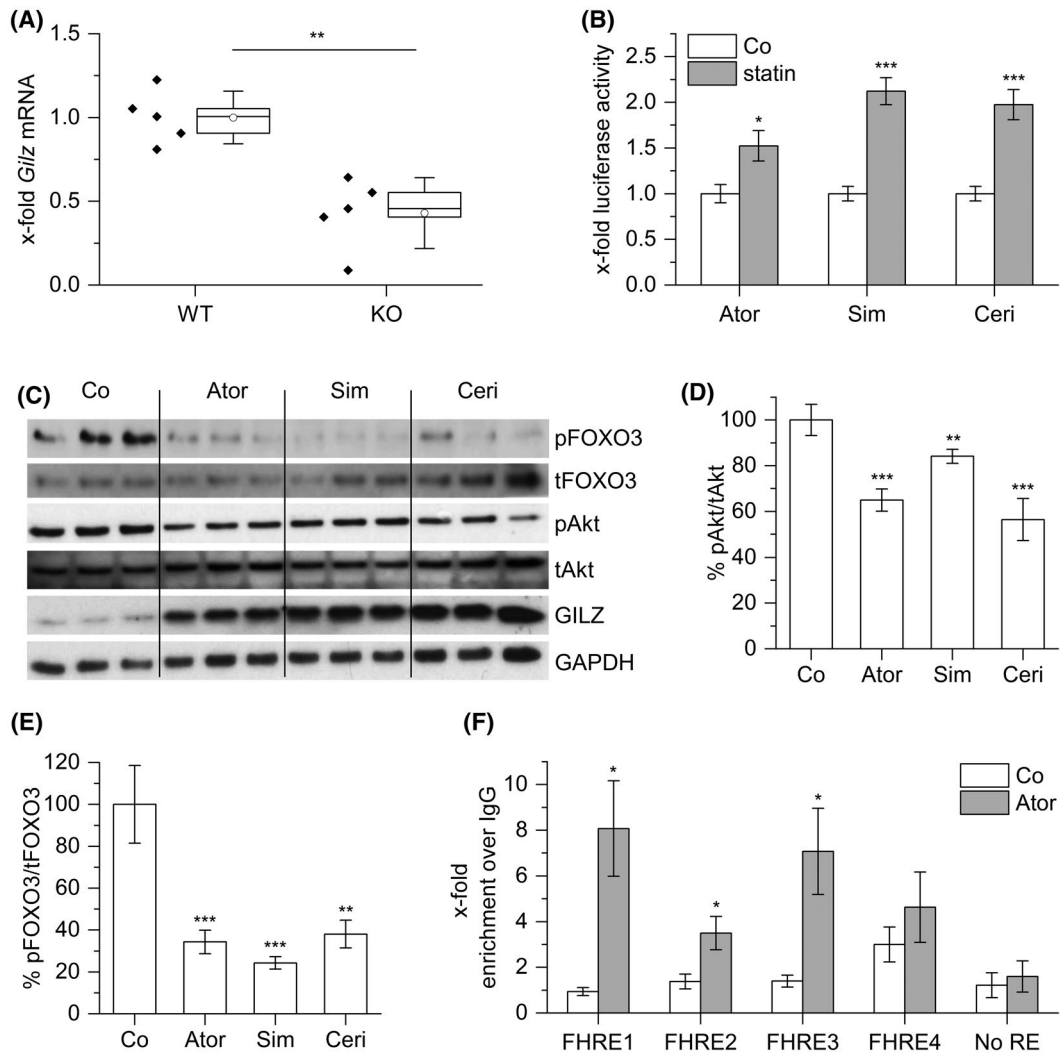 (A)
x-fold Gilz mRNA
1.5
1.0
0.5
0.0
**
WT KO
(B)
x-fold luciferase activity
2.5
2.0
1.5
1.0
0.5
0.0
Co
statin
* *** ***
Ator Sim Ceri
(C)
Co Ator Sim Ceri
pFOXO3
tFOXO3
pAkt
tAkt
GILZ
GAPDH
(D)
% pAkt/tAkt
100
80
60
40
20
0
*** ** ***
Co Ator Sim Ceri
(E)
% pFOXO3/tFOXO3
120
100
80
60
40
20
0
*** *** **
Co Ator Sim Ceri
(F)
x-fold
enrichment over IgG
10
8
6
4
2
0
Co
Ator
* * *
FHRE1 FHRE2 FHRE3 FHRE4 No RE